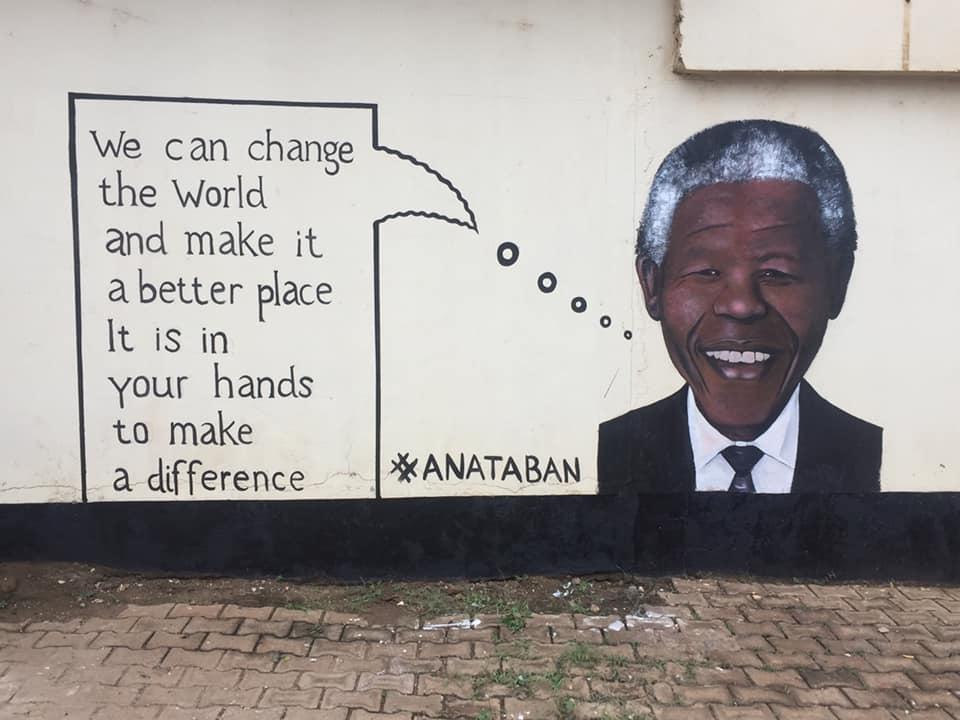 We can change
the World
and make it
a better place
It is in
your hands
to make
a difference
#ANATABAN